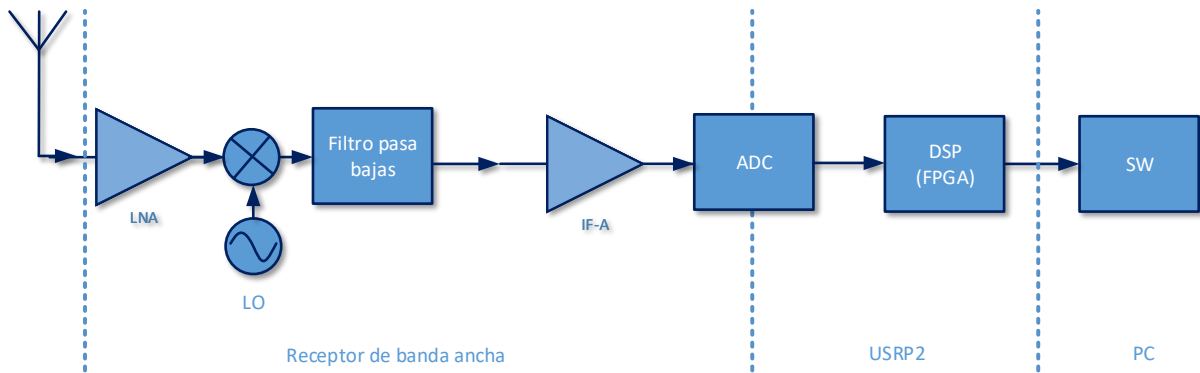 Filtro pasa
bajas
ADC
DSP
(FPGA)
SW
LNA
IF-A
LO
Receptor de banda ancha
USRP2
PC